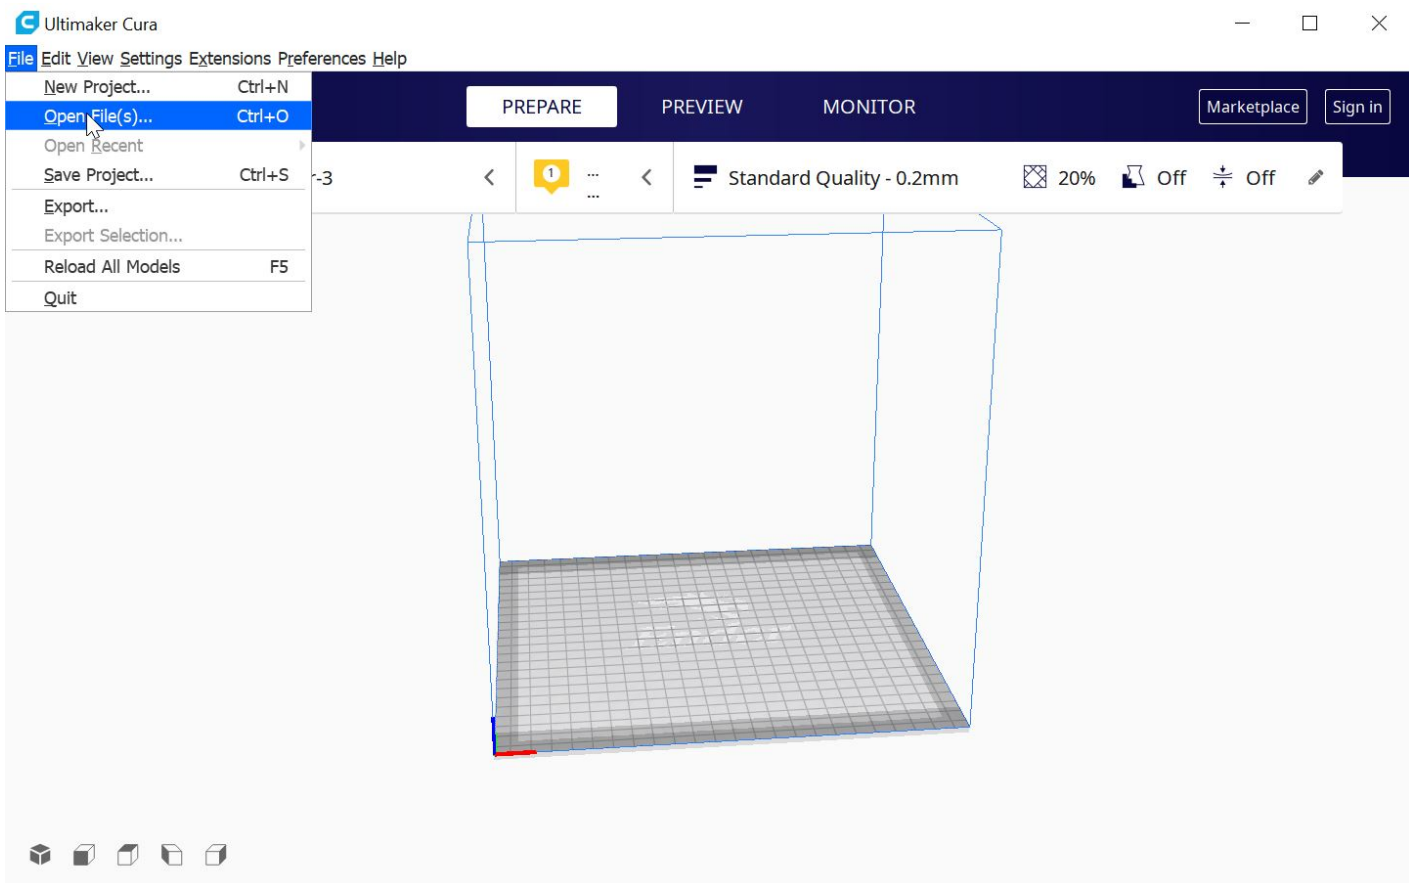 Ultimaker Cura
File Edit View Settings Extensions Preferences Help
New Project... Ctrl+N
Open File(s)... Ctrl+O
Open Recent
Save Project... Ctrl+S
Export...
Export Selection...
Reload All Models F5
Quit
PREPARE PREVIEW MONITOR
Marketplace Sign in
r-3
1 ... ...
Standard Quality - 0.2mm 20% Off Off